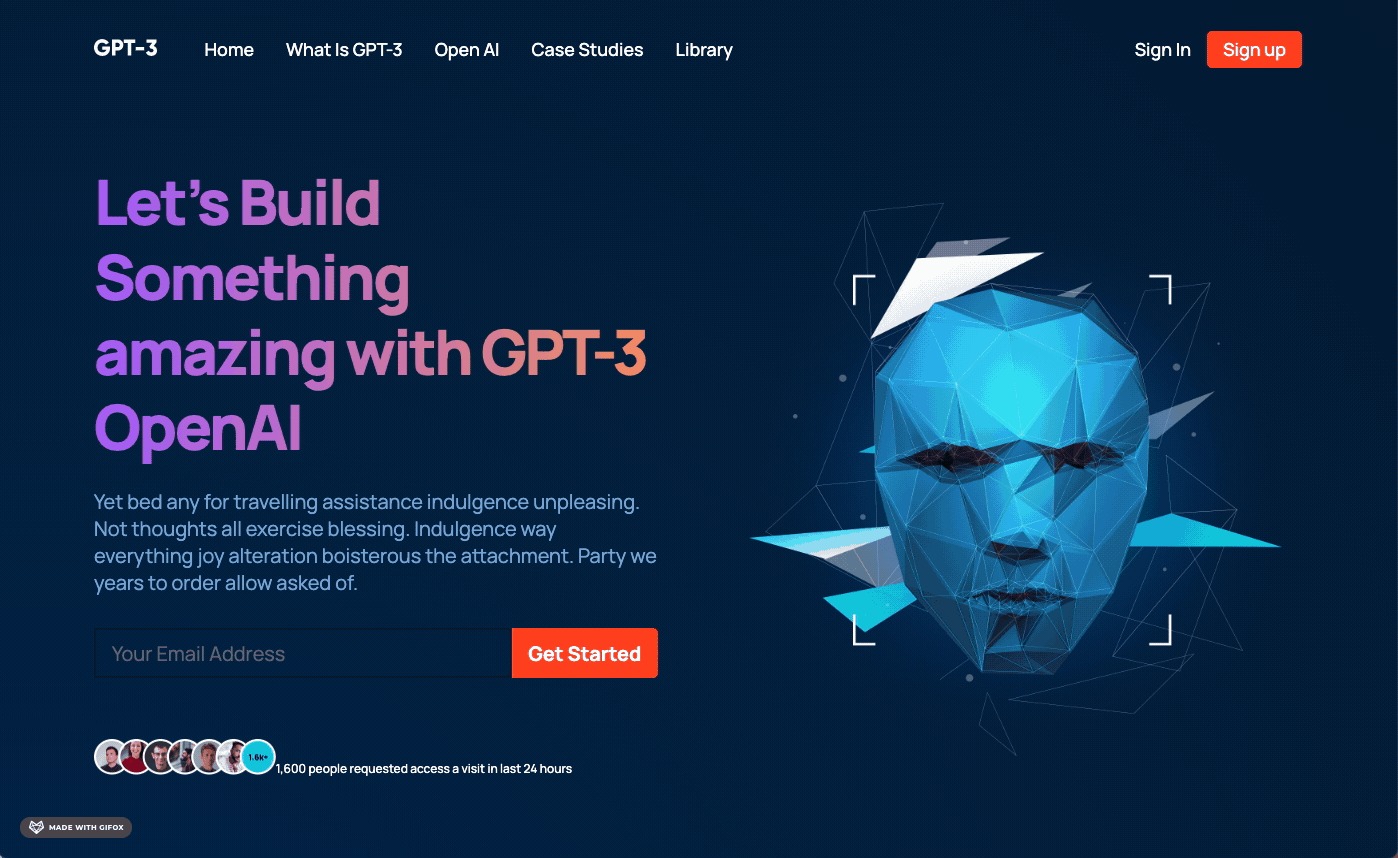 GPT-3
Home
What Is GPT-3
Open AI
Case Studies
Library
Sign In
Sign up
Let’s Build
Something
amazing with GPT-3
OpenAI
Yet bed any for travelling assistance indulgence unpleasing.
Not thoughts all exercise blessing. Indulgence way
everything joy alteration boisterous the attachment. Party we
years to order allow asked of.
Your Email Address
Get Started
1.6k+
1,600 people requested access a visit in last 24 hours
MADE WITH GIFOX